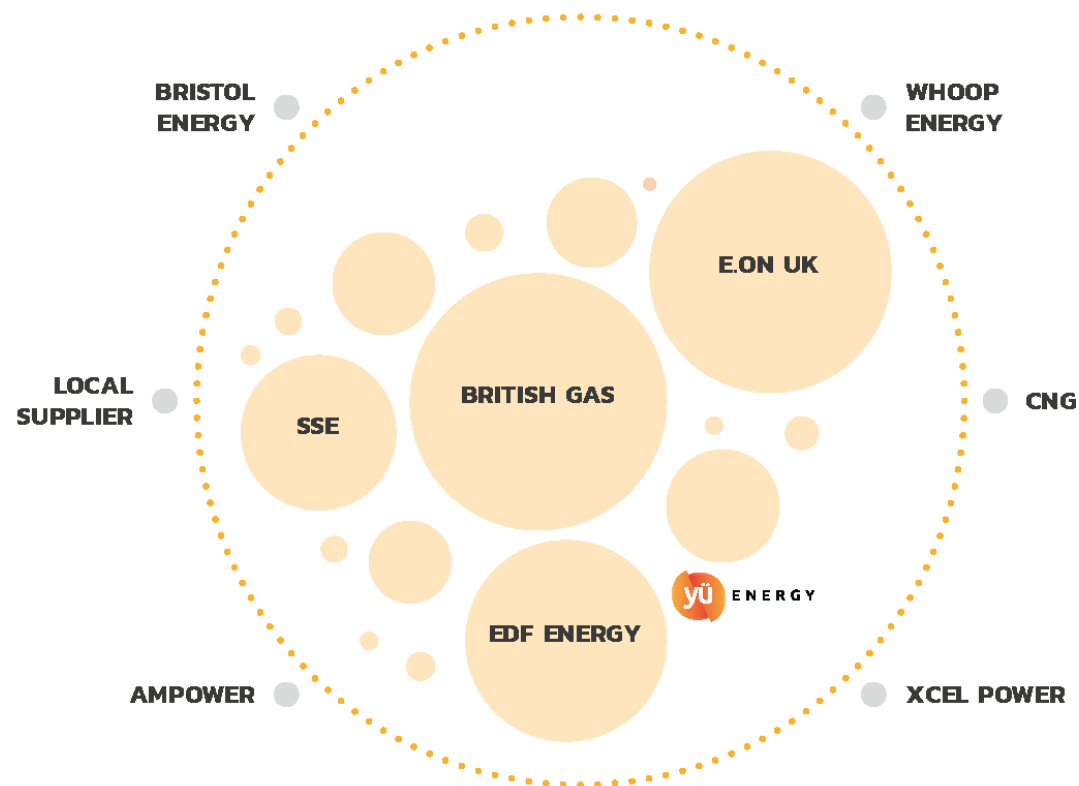 BRISTOL
ENERGY
WHOOP
ENERGY
E.ON UK
LOCAL
SUPPLIER
BRITISH GAS
SSE
CNG
yü ENERGY
EDF ENERGY
AMPOWER
XCEL POWER